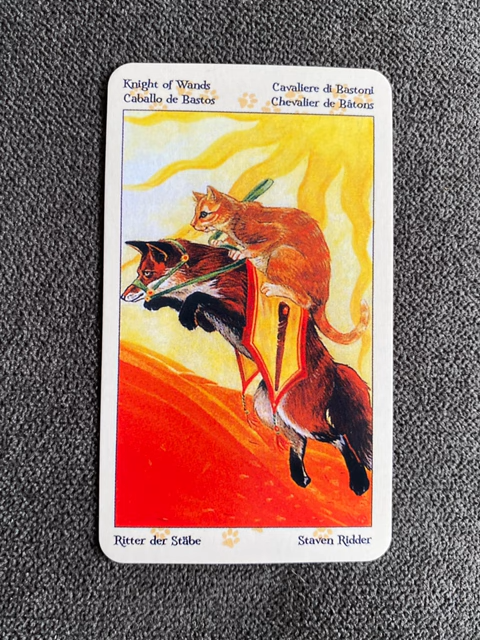 Knight of Wands
Caballo de Bastos
Cavaliere di Bastoni
Chevalier de Bâtons
Ritter der Stäbe
Staven Ridder